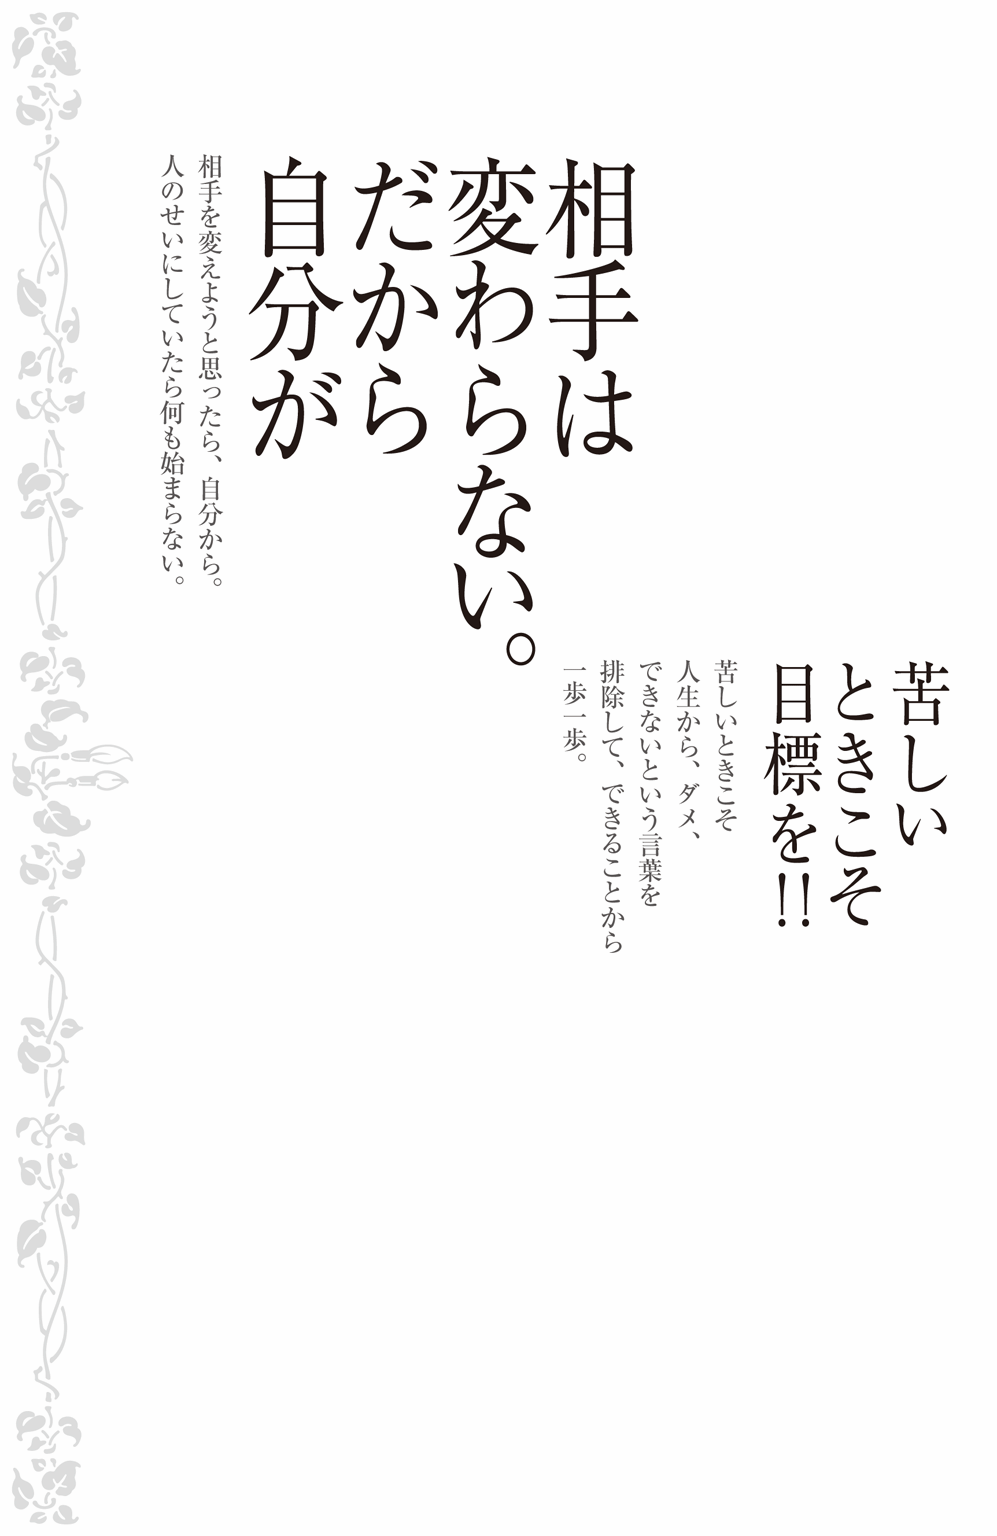 苦しい
ときこそ
目標を!!
苦しいときこそ
人生から、ダメ、
できないという言葉を
排除して、できることから
一歩一歩。
相手は
変わらない。
だから
自分が
相手を変えようと思ったら、自分から。
人のせいにしていたら何も始まらない。